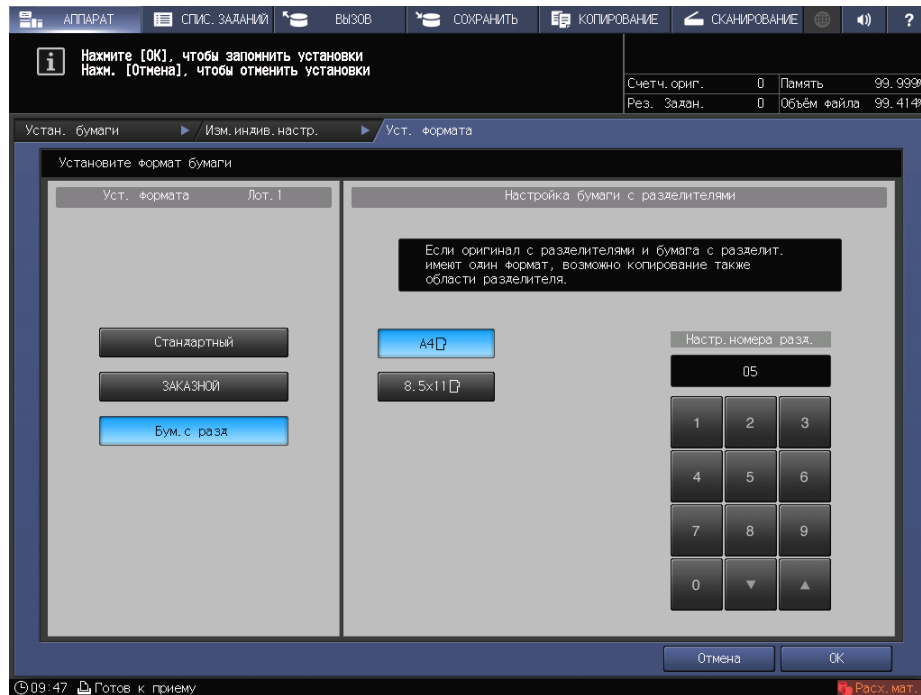 АППАРАТ
СПИС. ЗАДАНИЙ
ВЫЗОВ
СОХРАНИТЬ
КОПИРОВАНИЕ
СКАНИРОВАНИЕ
?
Нажмите [OK], чтобы запомнить установки
Нажм. [Отмена], чтобы отменить установки
Счетч.ориг. 0 Память 99.999%
Рез. Задан. 0 Объём файла 99.414%
Устан. бумаги
Изм.индив.настр.
Уст. формата
Установите формат бумаги
Уст. формата Лот.1
Настройка бумаги с разделителями
Если оригинал с разделителями и бумага с разделит.
имеют один формат, возможно копирование также
области разделителя.
Стандартный
ЗАКАЗНОЙ
Бум.с разд
A4
8.5x11
Настр.номера разд.
05
1 2 3
4 5 6
7 8 9
0 ▼ ▲
Отмена
OK
09:47 Готов к приему
Расх.мат.